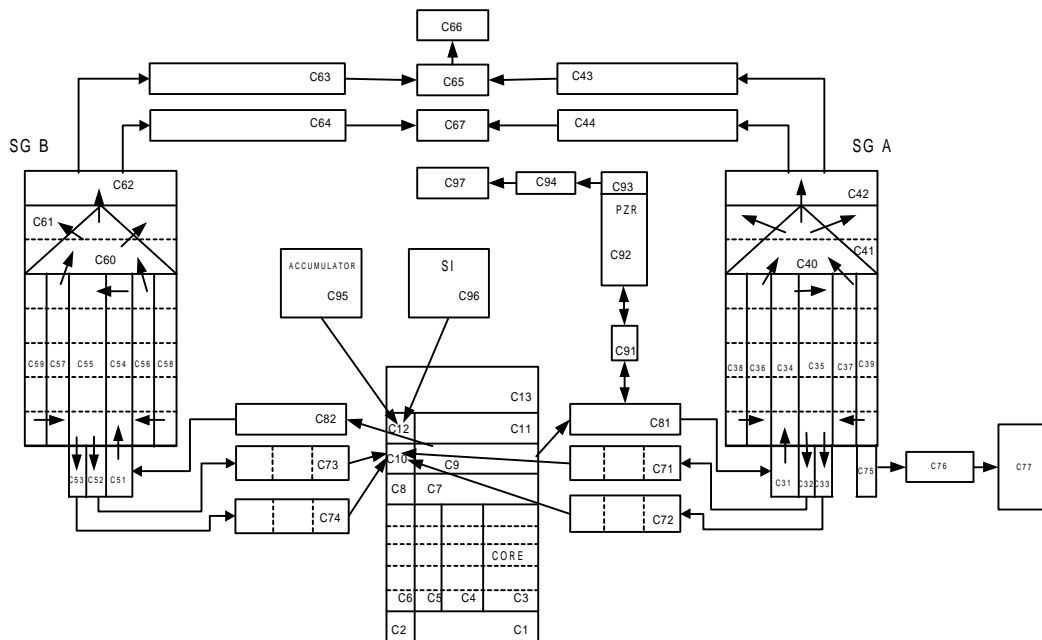 C66
C63 C65 C43
C64 C67 C44
SG B SG A
C62 C97 C94 C93 C42
PZR
C61 C41
C60 C92 C40
ACCUMULATOR SI
C95 C96
C91
C59 C57 C55 C54 C56 C58 C38 C36 C34 C35 C37 C39
C13
C82 C12 C11 C81
C73 C10 C9 C71 C76 C77
C53 C52 C51 C8 C7 C31 C32 C33 C75
C74 C72
CORE
C6 C5 C4 C3
C2 C1